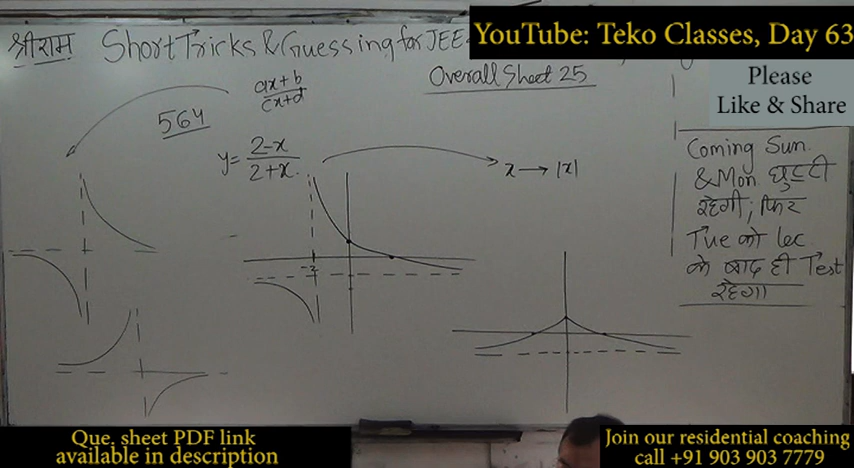 YouTube: Teko Classes, Day 63
श्रीराम Short Tricks & Guessing for JEE
Overall Sheet 25
Please
Like & Share
ax+b
cx+d
564
y= 2-x
2+x
x → |x|
-2
Coming Sun.
& Mon. छुट्टी
रहेगी; फिर
Tue को lec
के बाद ही Test
रहेगा
Que. sheet PDF link
available in description
Join our residential coaching
call +91 903 903 7779